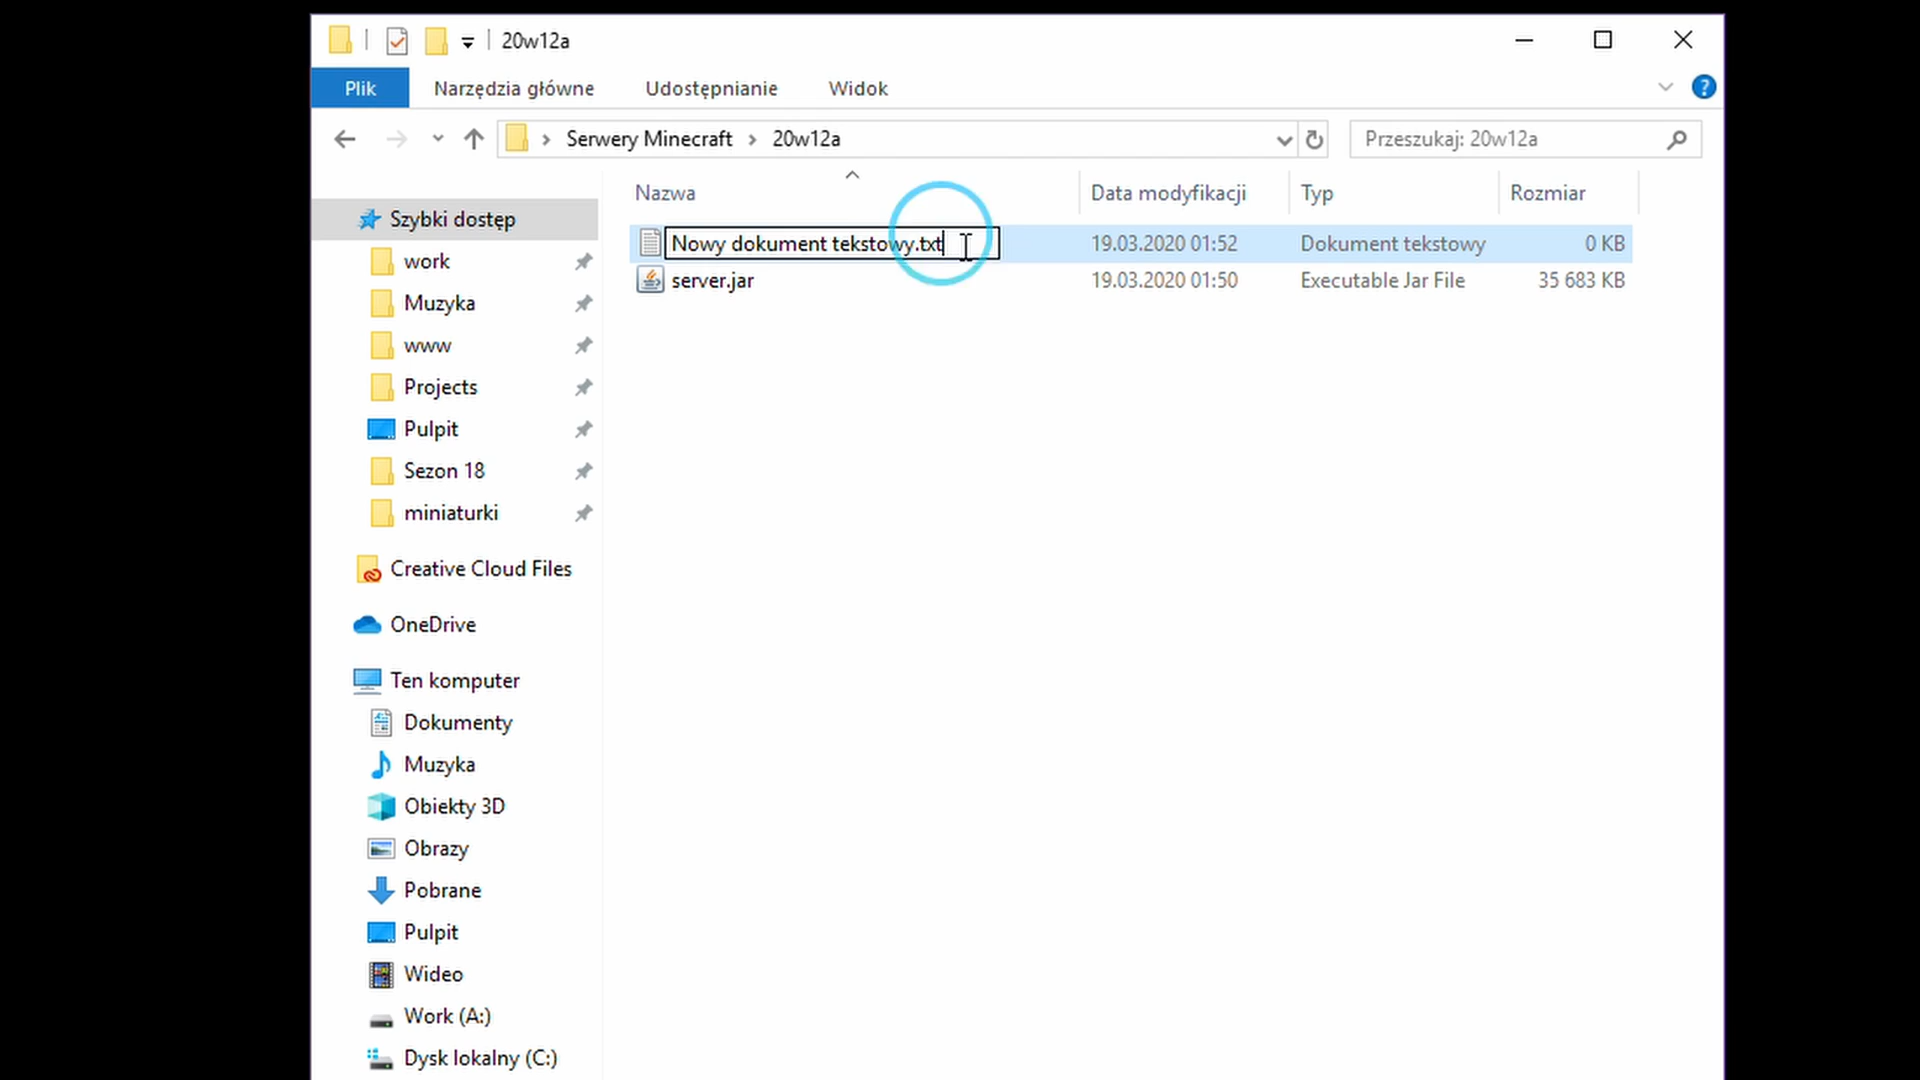 20w12a
Plik Narzędzia główne Udostępnianie Widok ?
Serwery Minecraft 20w12a Przeszukaj: 20w12a
Nazwa Data modyfikacji Typ Rozmiar
Nowy dokument tekstowy.txt 19.03.2020 01:52 Dokument tekstowy 0 KB
server.jar 19.03.2020 01:50 Executable Jar File 35 683 KB
Szybki dostęp
work
Muzyka
www
Projects
Pulpit
Sezon 18
miniaturki
Creative Cloud Files
OneDrive
Ten komputer
Dokumenty
Muzyka
Obiekty 3D
Obrazy
Pobrane
Pulpit
Wideo
Work (A:)
Dysk lokalny (C:)